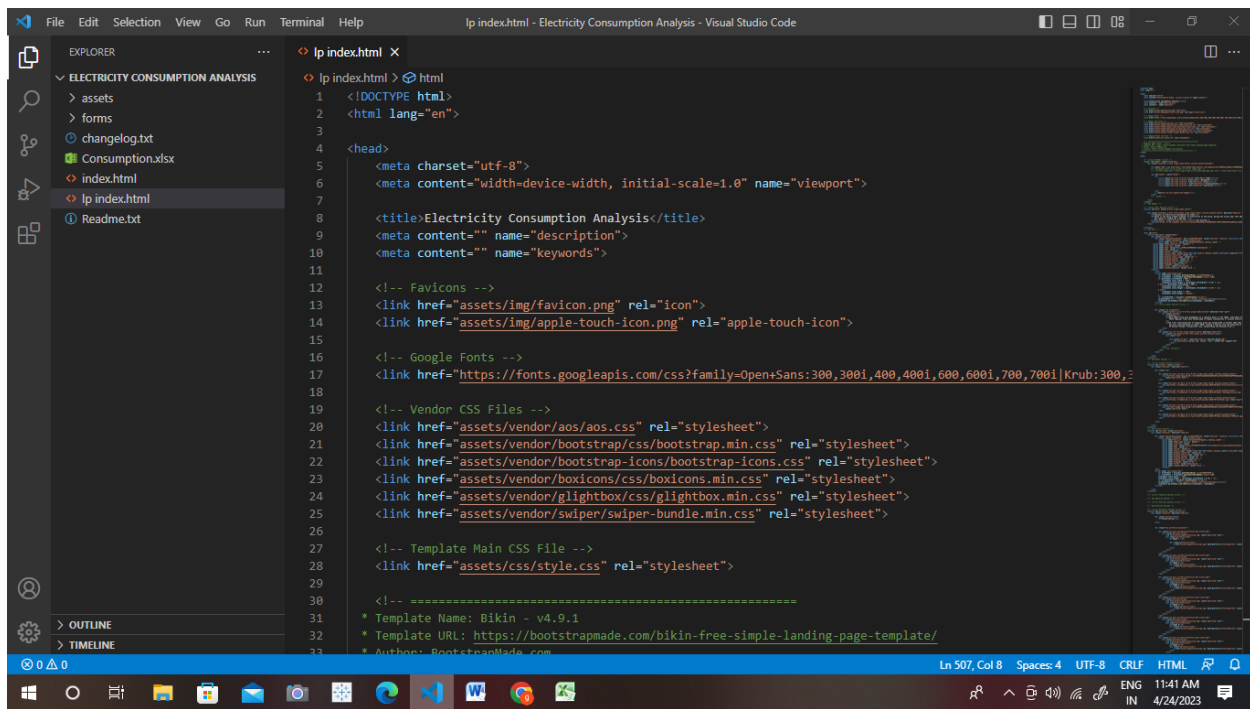 File Edit Selection View Go Run Terminal Help lp index.html - Electricity Consumption Analysis - Visual Studio Code
EXPLORER
ELECTRICITY CONSUMPTION ANALYSIS
assets
forms
changelog.txt
Consumption.xlsx
index.html
lp index.html
Readme.txt
OUTLINE
TIMELINE
lp index.html
lp index.html > html
1 <!DOCTYPE html>
2 <html lang="en">
3
4 <head>
5 <meta charset="utf-8">
6 <meta content="width=device-width, initial-scale=1.0" name="viewport">
7
8 <title>Electricity Consumption Analysis</title>
9 <meta content="" name="description">
10 <meta content="" name="keywords">
11
12 <!-- Favicons -->
13 <link href="assets/img/favicon.png" rel="icon">
14 <link href="assets/img/apple-touch-icon.png" rel="apple-touch-icon">
15
16 <!-- Google Fonts -->
17 <link href="https://fonts.googleapis.com/css?family=Open+Sans:300,300i,400,400i,600,600i,700,700i|Krub:300,3
18
19 <!-- Vendor CSS Files -->
20 <link href="assets/vendor/aos/aos.css" rel="stylesheet">
21 <link href="assets/vendor/bootstrap/css/bootstrap.min.css" rel="stylesheet">
22 <link href="assets/vendor/bootstrap-icons/bootstrap-icons.css" rel="stylesheet">
23 <link href="assets/vendor/boxicons/css/boxicons.min.css" rel="stylesheet">
24 <link href="assets/vendor/glightbox/css/glightbox.min.css" rel="stylesheet">
25 <link href="assets/vendor/swiper/swiper-bundle.min.css" rel="stylesheet">
26
27 <!-- Template Main CSS File -->
28 <link href="assets/css/style.css" rel="stylesheet">
29
30 <!-- =======================================================
31 * Template Name: Bikin - v4.9.1
32 * Template URL: https://bootstrapmade.com/bikin-free-simple-landing-page-template/
33 * Author: BootstrapMade.com
0 0 Ln 507, Col 8 Spaces: 4 UTF-8 CRLF HTML
ENG 11:41 AM
IN 4/24/2023